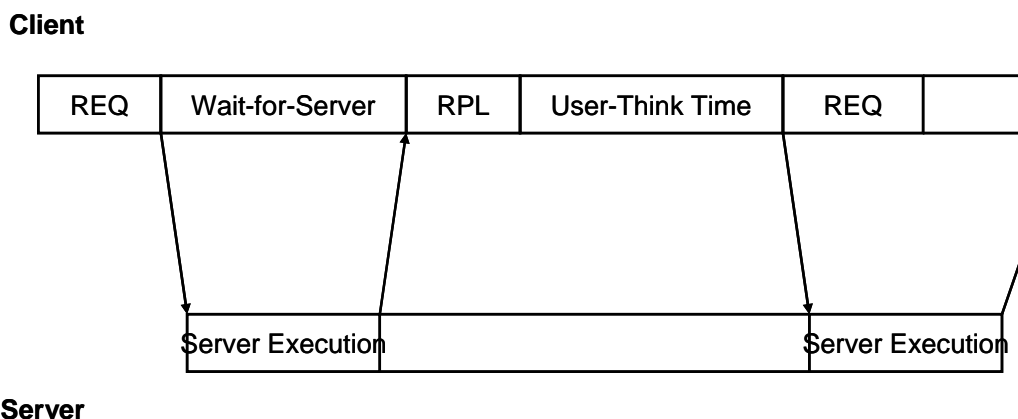 Client
REQ Wait-for-Server RPL User-Think Time REQ
Server Execution Server Execution
Server